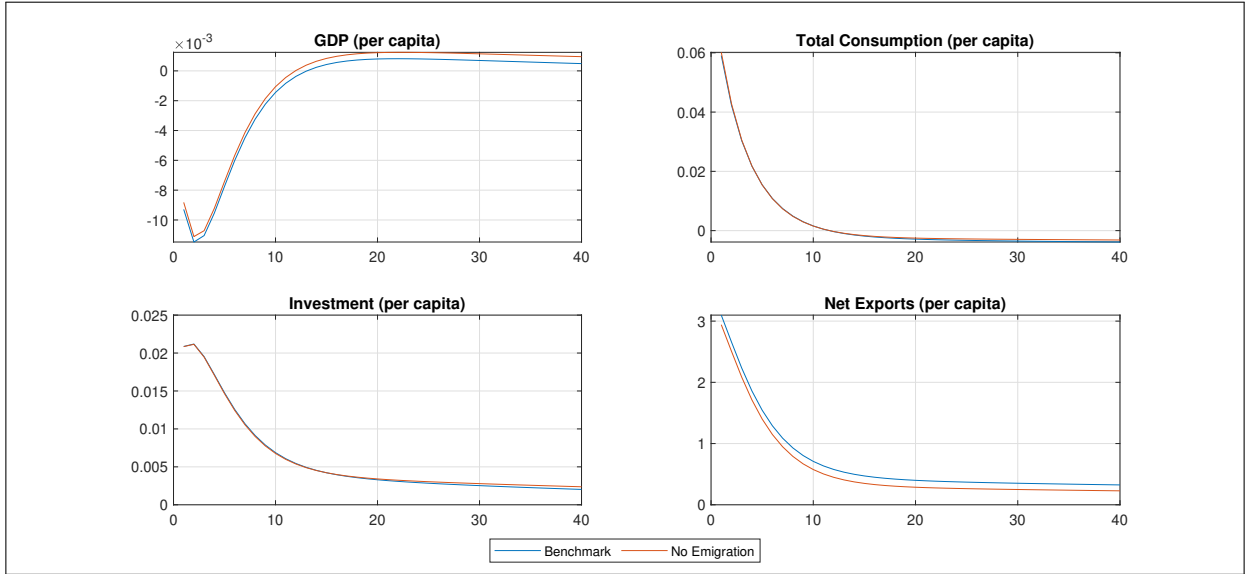 GDP (per capita)
×10-3
0
-2
-4
-6
-8
-10
0 10 20 30 40
Total Consumption (per capita)
0.06
0.04
0.02
0
0 10 20 30 40
Investment (per capita)
0.025
0.02
0.015
0.01
0.005
0
0 10 20 30 40
Net Exports (per capita)
3
2
1
0
0 10 20 30 40
Benchmark No Emigration